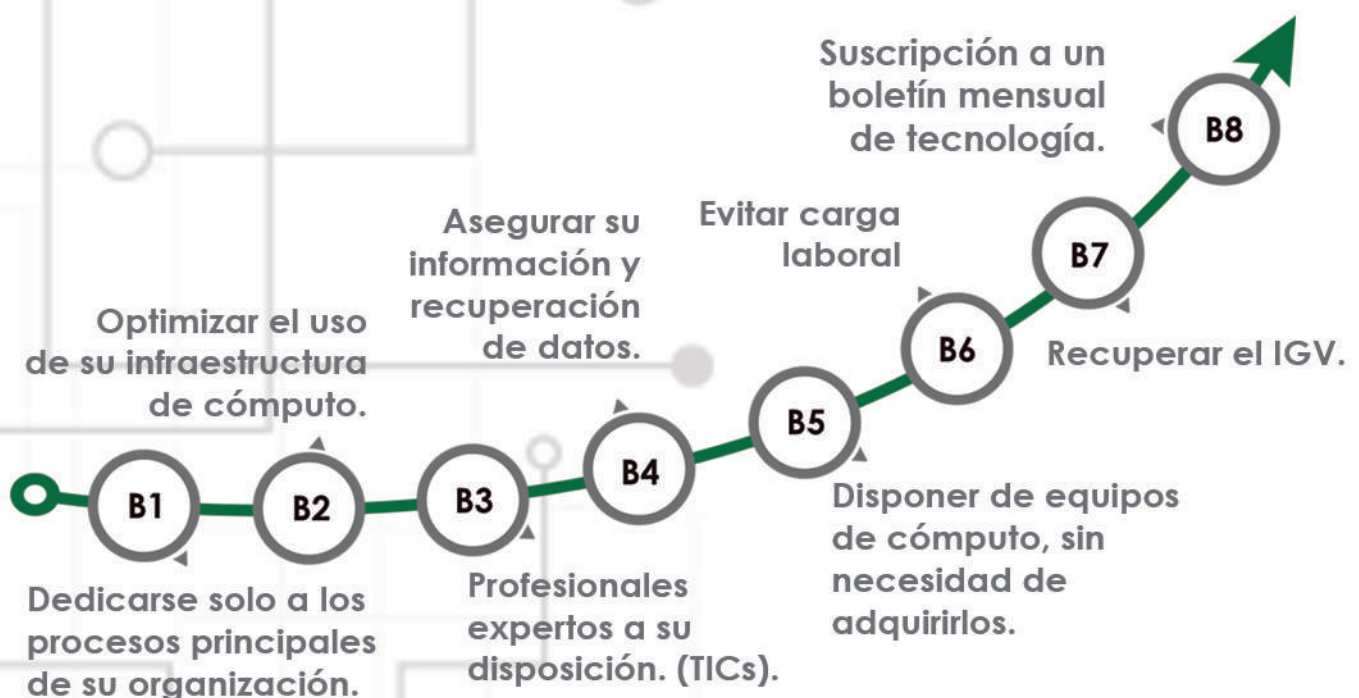 B1
Dedicarse solo a los
procesos principales
de su organización.
B2
Optimizar el uso
de su infraestructura
de cómputo.
B3
Profesionales
expertos a su
disposición. (TICs).
B4
Asegurar su
información y
recuperación
de datos.
B5
Disponer de equipos
de cómputo, sin
necesidad de
adquirirlos.
B6
Evitar carga
laboral
B7
Recuperar el IGV.
B8
Suscripción a un
boletín mensual
de tecnología.